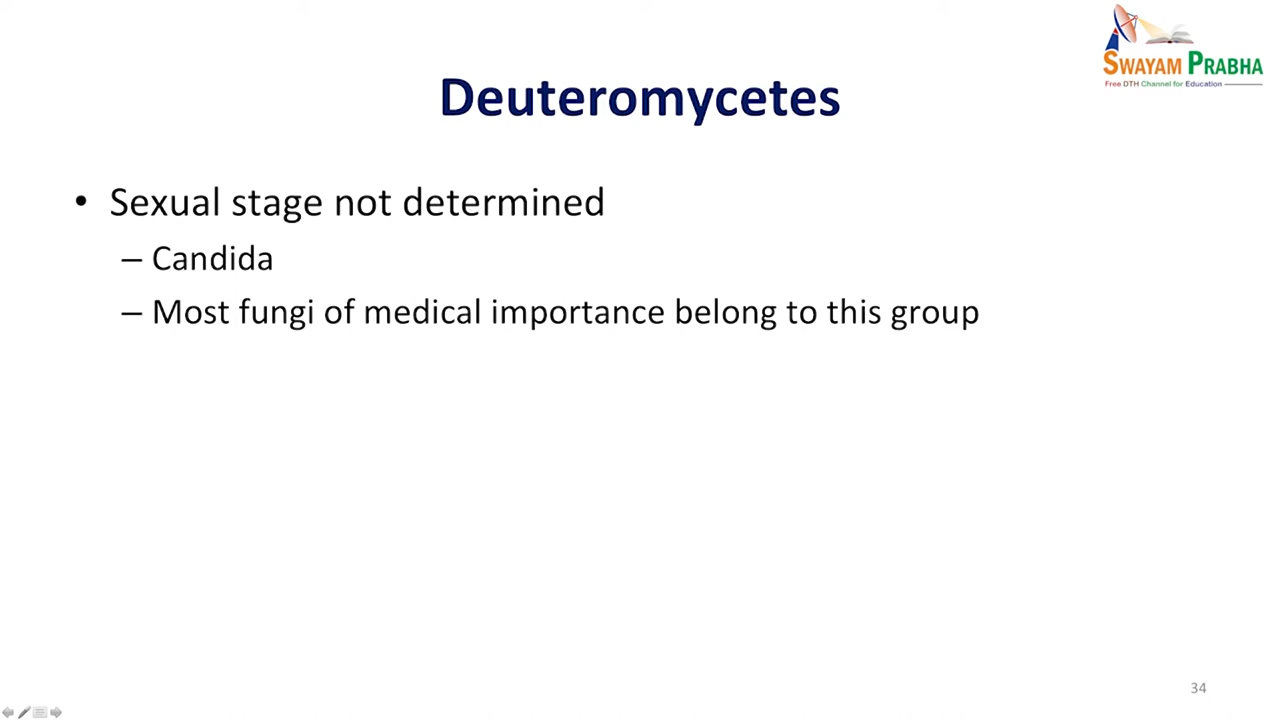 SWAYAM PRABHA
Free DTH Channel for Education
Deuteromycetes
• Sexual stage not determined
– Candida
– Most fungi of medical importance belong to this group
34